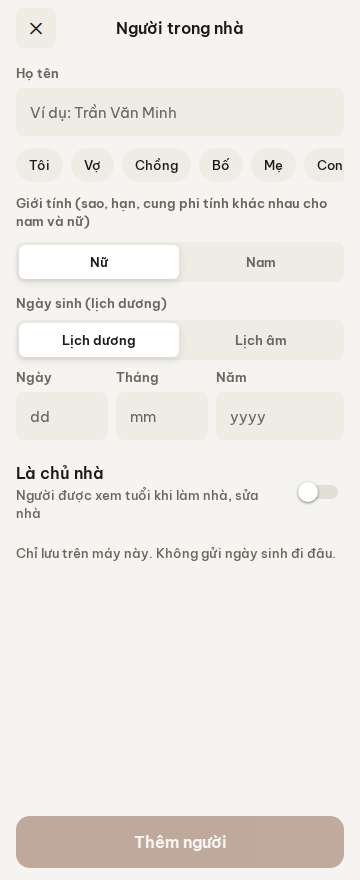 Người trong nhà
Họ tên
Ví dụ: Trần Văn Minh
Tôi
Vợ
Chồng
Bố
Mẹ
Con
Giới tính (sao, hạn, cung phi tính khác nhau cho
nam và nữ)
Nữ
Nam
Ngày sinh (lịch dương)
Lịch dương
Lịch âm
Ngày
Tháng
Năm
dd
mm
yyyy
Là chủ nhà
Người được xem tuổi khi làm nhà, sửa
nhà
Chỉ lưu trên máy này. Không gửi ngày sinh đi đâu.
Thêm người